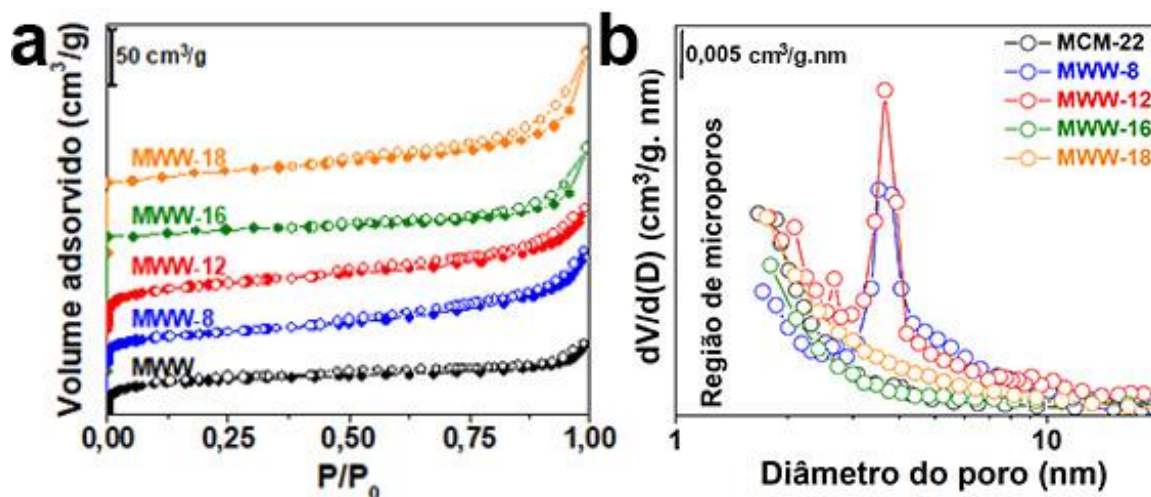 a
Volume adsorvido (cm³/g)
50 cm³/g
MWW-18
MWW-16
MWW-12
MWW-8
MWW
0,00 0,25 0,50 0,75 1,00
P/P₀
b
dV/d(D) (cm³/g. nm)
0,005 cm³/g.nm
Região de microporos
MCM-22
MWW-8
MWW-12
MWW-16
MWW-18
1 10
Diâmetro do poro (nm)